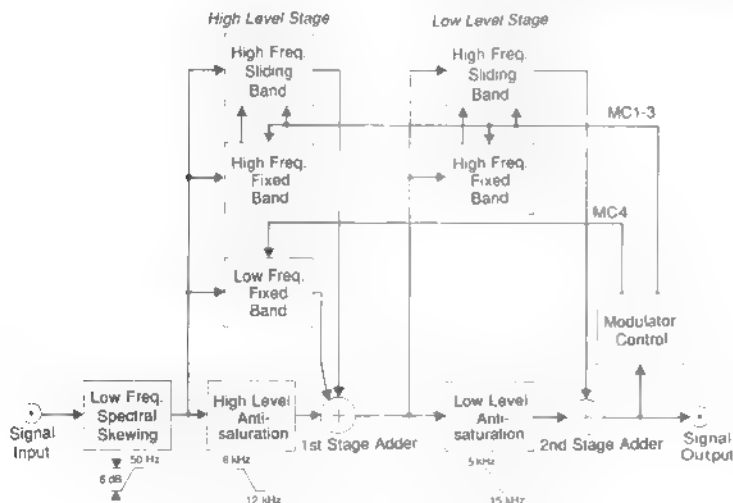 High Level Stage
Low Level Stage
High Freq.
Sliding
Band
High Freq.
Sliding
Band
MC1-3
High Freq.
Fixed
Band
High Freq.
Fixed
Band
MC4
Low Freq.
Fixed
Band
Modulator
Control
Low Freq.
Spectral
Skewing
High Level
Anti-
saturation
Low Level
Anti-
saturation
Signal
Input
1st Stage Adder
2nd Stage Adder
Signal
Output
50 Hz
6 dB
6 kHz
12 kHz
5 kHz
15 kHz